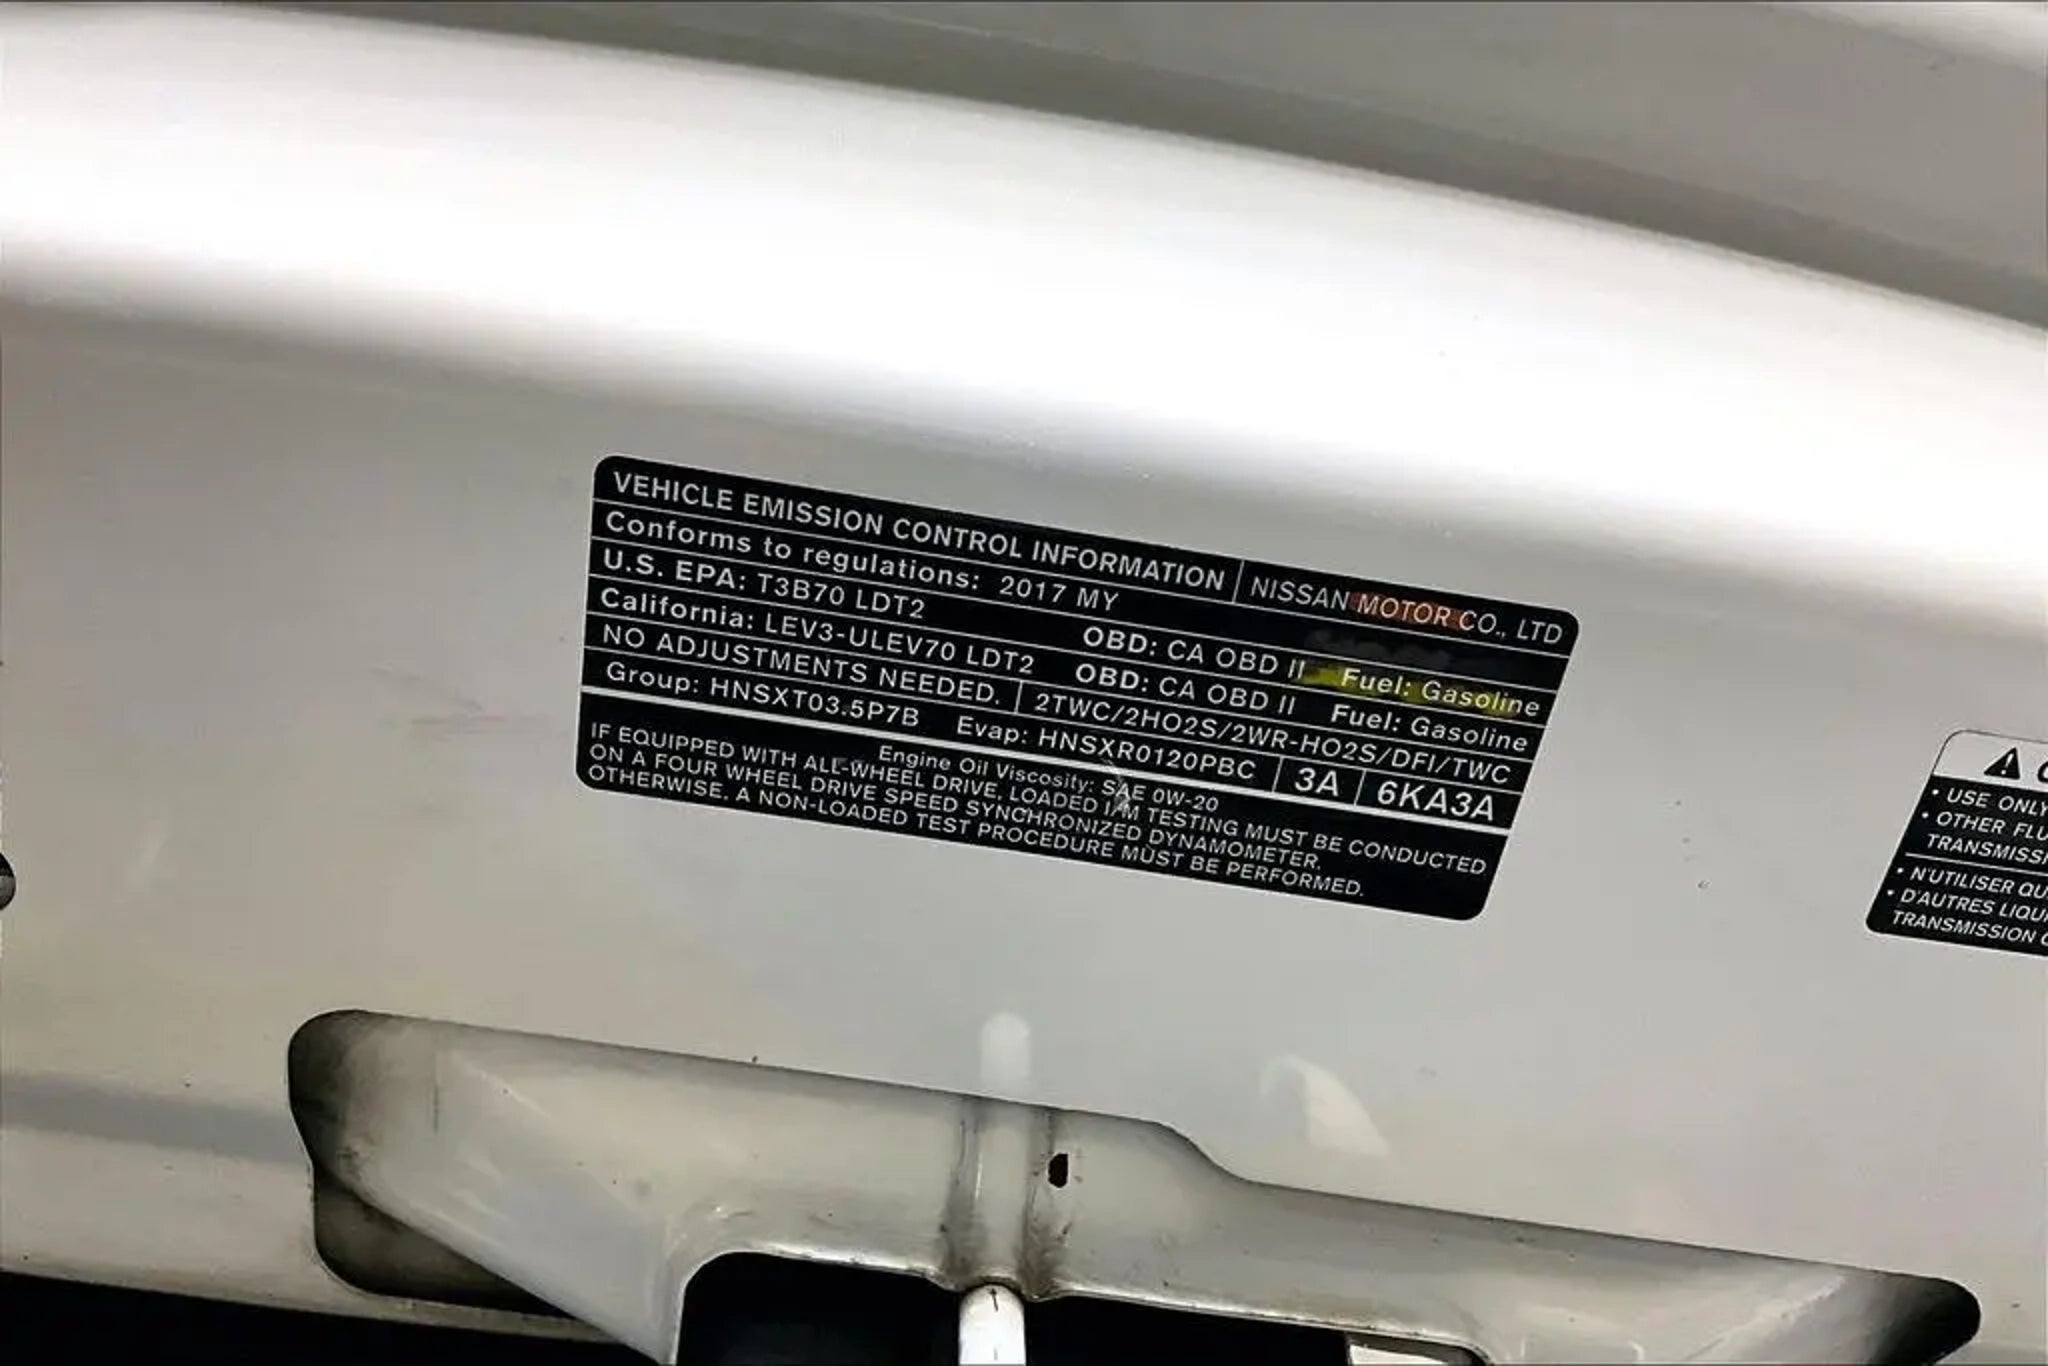 VEHICLE EMISSION CONTROL INFORMATION NISSAN MOTOR CO., LTD
Conforms to regulations: 2017 MY
U.S. EPA: T3B70 LDT2 OBD: CA OBD II Fuel: Gasoline
California: LEV3-ULEV70 LDT2 OBD: CA OBD II Fuel: Gasoline
NO ADJUSTMENTS NEEDED. 2TWC/2HO2S/2WR-HO2S/DFI/TWC
Group: HNSXT03.5P7B Evap: HNSXR0120PBC 3A 6KA3A
Engine Oil Viscosity: SAE 0W-20
IF EQUIPPED WITH ALL-WHEEL DRIVE, LOADED I/M TESTING MUST BE CONDUCTED
ON A FOUR WHEEL DRIVE SPEED SYNCHRONIZED DYNAMOMETER.
OTHERWISE, A NON-LOADED TEST PROCEDURE MUST BE PERFORMED.
• USE ONLY
• OTHER
TRANSMISSI
• N'UTILISER
• D'AUTRES
TRANSMISSION